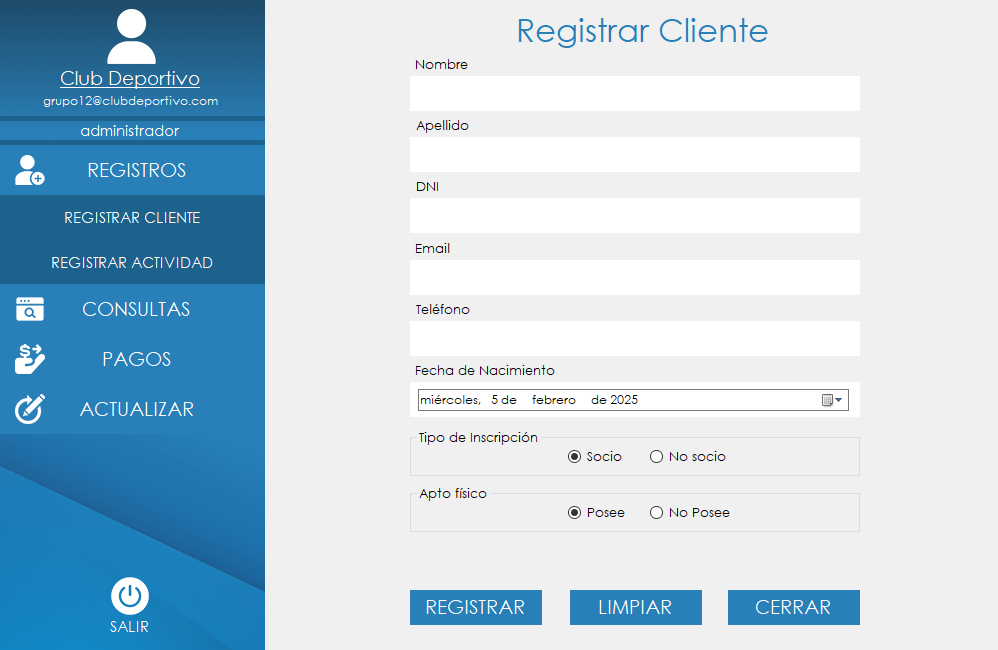 Club Deportivo
grupo12@clubdeportivo.com
administrador
REGISTROS
REGISTRAR CLIENTE
REGISTRAR ACTIVIDAD
CONSULTAS
PAGOS
ACTUALIZAR
SALIR
Registrar Cliente
Nombre
Apellido
DNI
Email
Teléfono
Fecha de Nacimiento
miércoles, 5 de febrero de 2025
Tipo de Inscripción
Socio No socio
Apto físico
Posee No Posee
REGISTRAR LIMPIAR CERRAR